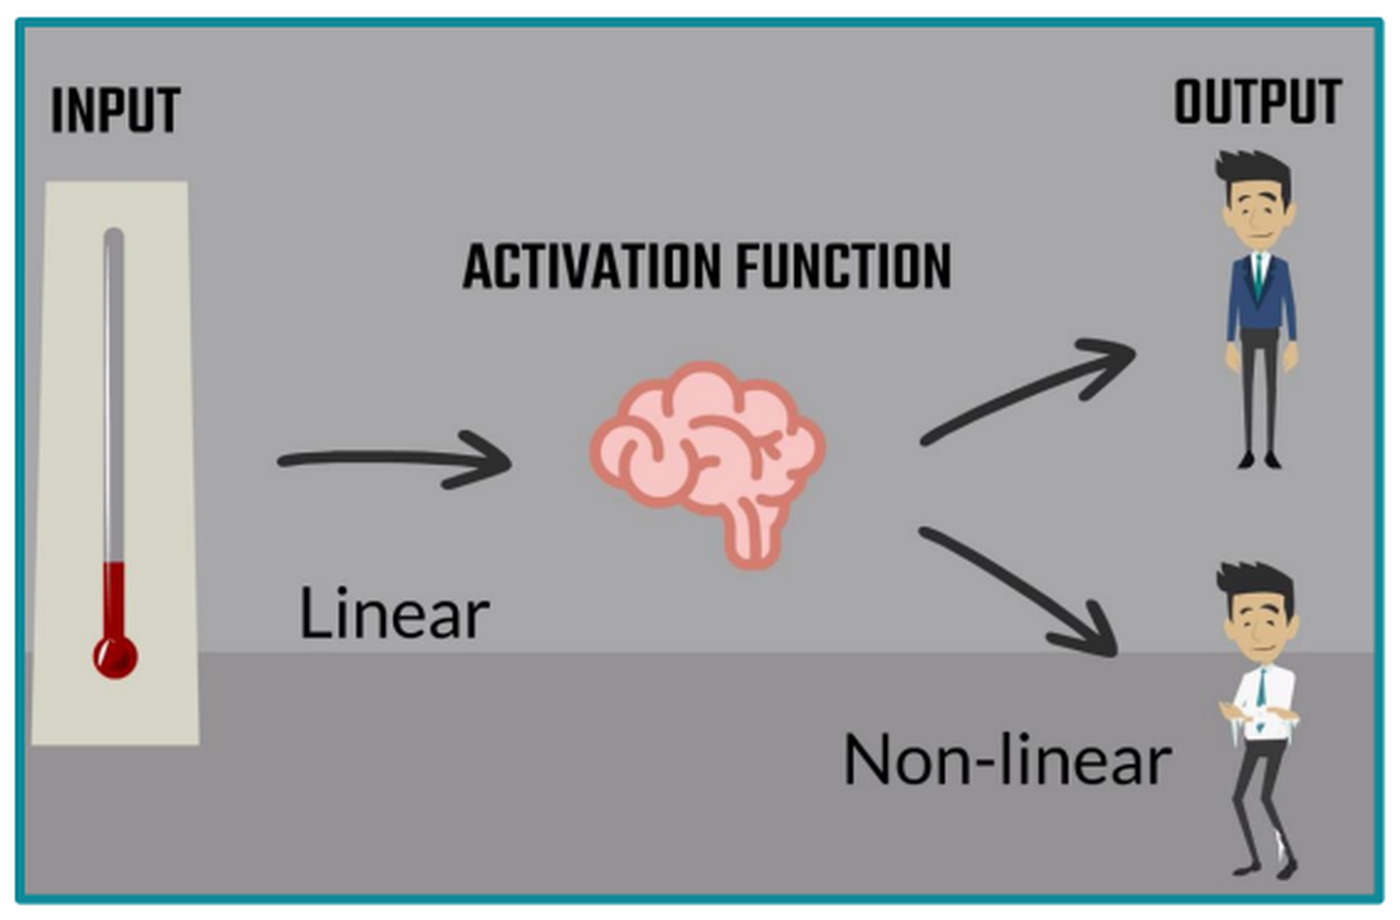 INPUT
OUTPUT
ACTIVATION FUNCTION
Linear
Non-linear